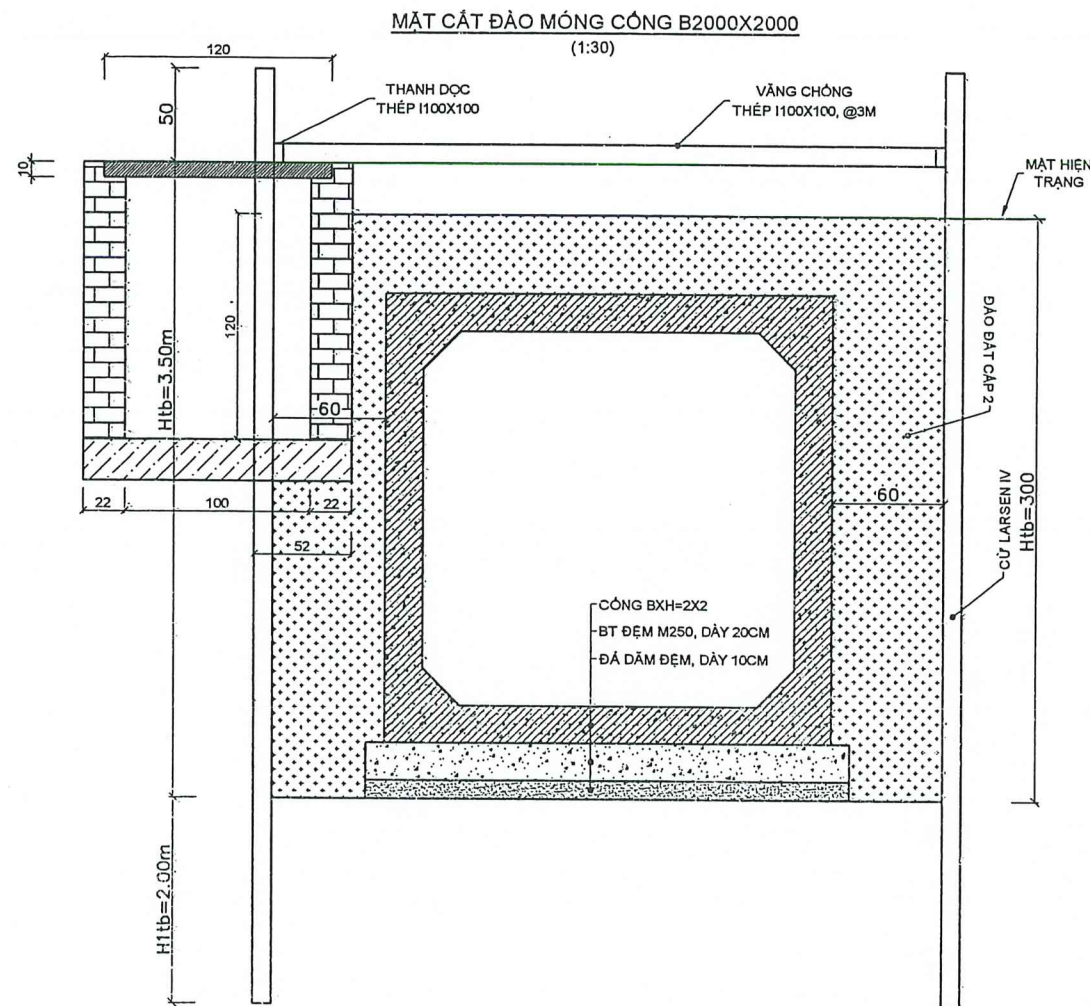 MẶT CẮT ĐÀO MÓNG CỐNG B2000X2000
(1:30)
120
50
THANH DỌC
THÉP I100X100
VĂNG CHỐNG
THÉP I100X100, @3M
10
MẶT HIỆN
TRẠNG
120
Htb=3.50m
60
ĐÀO ĐẤT CẤP 2
60
22
100
22
52
CỪ LARSEN IV
Htb=300
CỐNG BXH=2X2
BT ĐỆM M250, DÀY 20CM
ĐÁ DĂM ĐỆM, DÀY 10CM
H1tb=2.00m